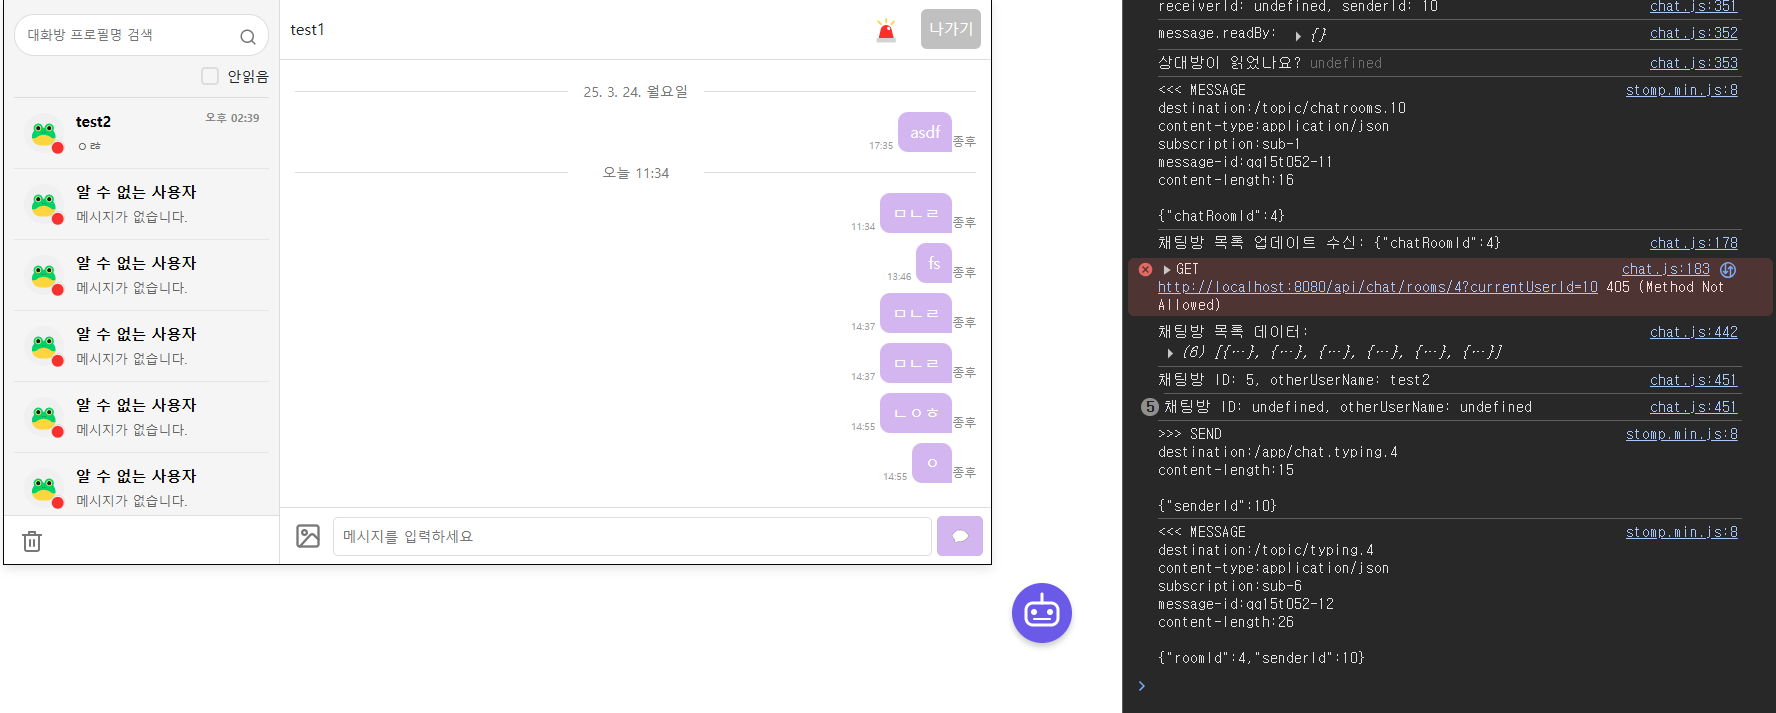 대화방 프로필명 검색
안읽음
test2
오후 02:39
ㅇ럏
알 수 없는 사용자
메시지가 없습니다.
알 수 없는 사용자
메시지가 없습니다.
알 수 없는 사용자
메시지가 없습니다.
알 수 없는 사용자
메시지가 없습니다.
알 수 없는 사용자
메시지가 없습니다.
test1
나가기
25. 3. 24. 월요일
17:35 asdf 종후
오늘 11:34
11:34 ㅁㄴㄹ 종후
13:46 fs 종후
14:37 ㅁㄴㄹ 종후
14:37 ㅁㄴㄹ 종후
14:55 ㄴㅇㅎ 종후
14:55 ㅇ 종후
메시지를 입력하세요
receiverId: undefined, senderId: 10 chat.js:351
message.readBy: ▶ {} chat.js:352
상대방이 읽었나요? undefined chat.js:353
<<< MESSAGE stomp.min.js:8
destination:/topic/chatrooms.10
content-type:application/json
subscription:sub-1
message-id:gg15t052-11
content-length:16
{"chatRoomId":4}
채팅방 목록 업데이트 수신: {"chatRoomId":4} chat.js:178
▶ GET chat.js:183
http://localhost:8080/api/chat/rooms/4?currentUserId=10 405 (Method Not
Allowed)
채팅방 목록 데이터: chat.js:442
▶ (6) [{…}, {…}, {…}, {…}, {…}, {…}]
채팅방 ID: 5, otherUserName: test2 chat.js:451
5 채팅방 ID: undefined, otherUserName: undefined chat.js:451
>>> SEND stomp.min.js:8
destination:/app/chat.typing.4
content-length:15
{"senderId":10}
<<< MESSAGE stomp.min.js:8
destination:/topic/typing.4
content-type:application/json
subscription:sub-6
message-id:gg15t052-12
content-length:26
{"roomId":4,"senderId":10}